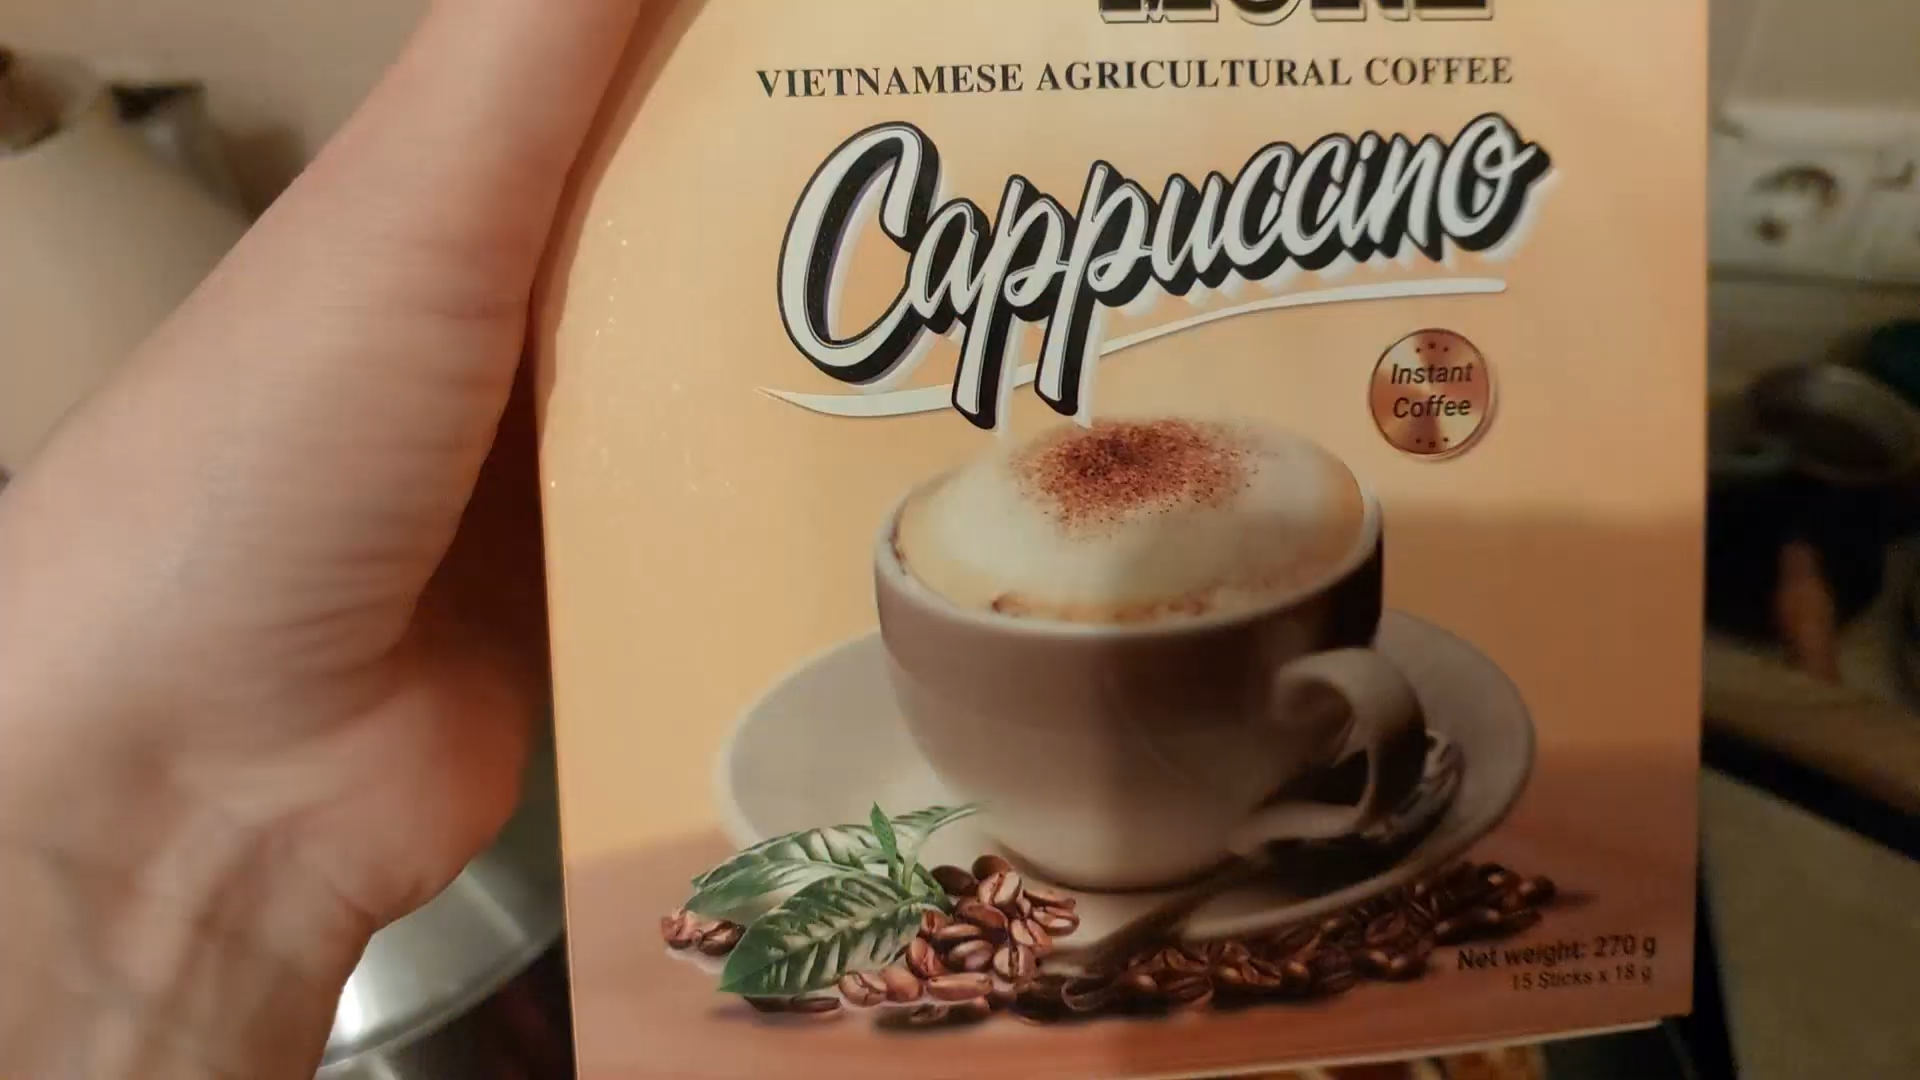 VIETNAMESE AGRICULTURAL COFFEE
Cappuccino
Instant
Coffee
Net weight: 270 g
15 Sticks x 18 g